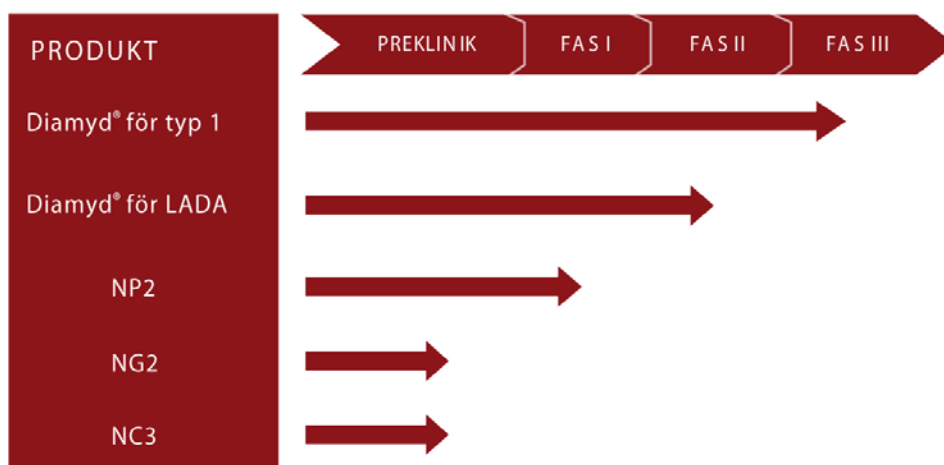 PRODUKT
PREKLINIK
FAS I
FAS II
FAS III
Diamyd® för typ 1
Diamyd® för LADA
NP2
NG2
NC3